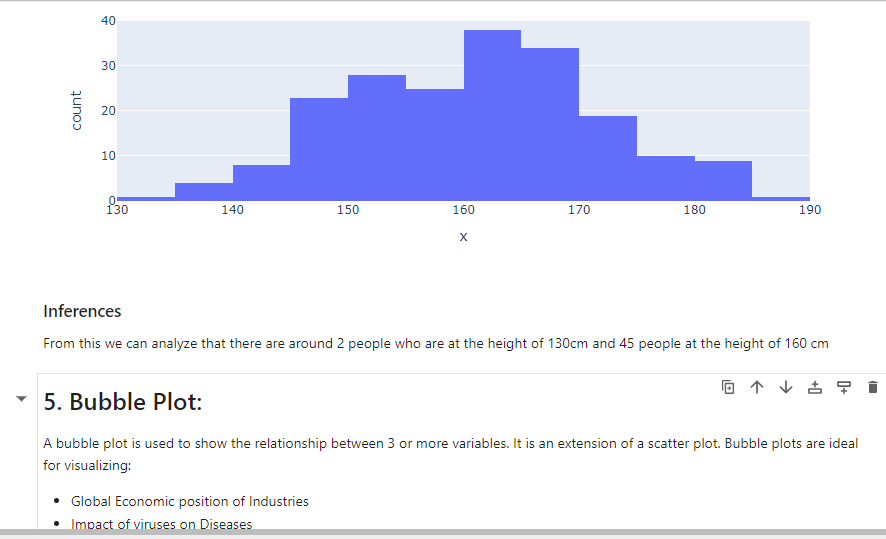 40
30
20
10
0
count
130 140 150 160 170 180 190
x
Inferences
From this we can analyze that there are around 2 people who are at the height of 130cm and 45 people at the height of 160 cm
5. Bubble Plot:
A bubble plot is used to show the relationship between 3 or more variables. It is an extension of a scatter plot. Bubble plots are ideal
for visualizing:
• Global Economic position of Industries
• Impact of viruses on Diseases